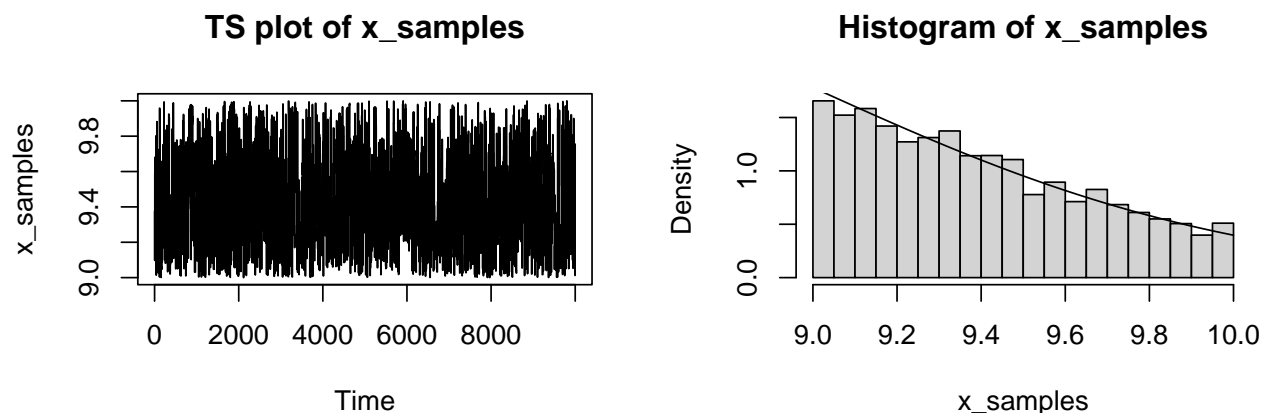 TS plot of x_samples
x_samples
9.0 9.4 9.8
0 2000 4000 6000 8000
Time
Histogram of x_samples
Density
0.0 1.0
9.0 9.2 9.4 9.6 9.8 10.0
x_samples